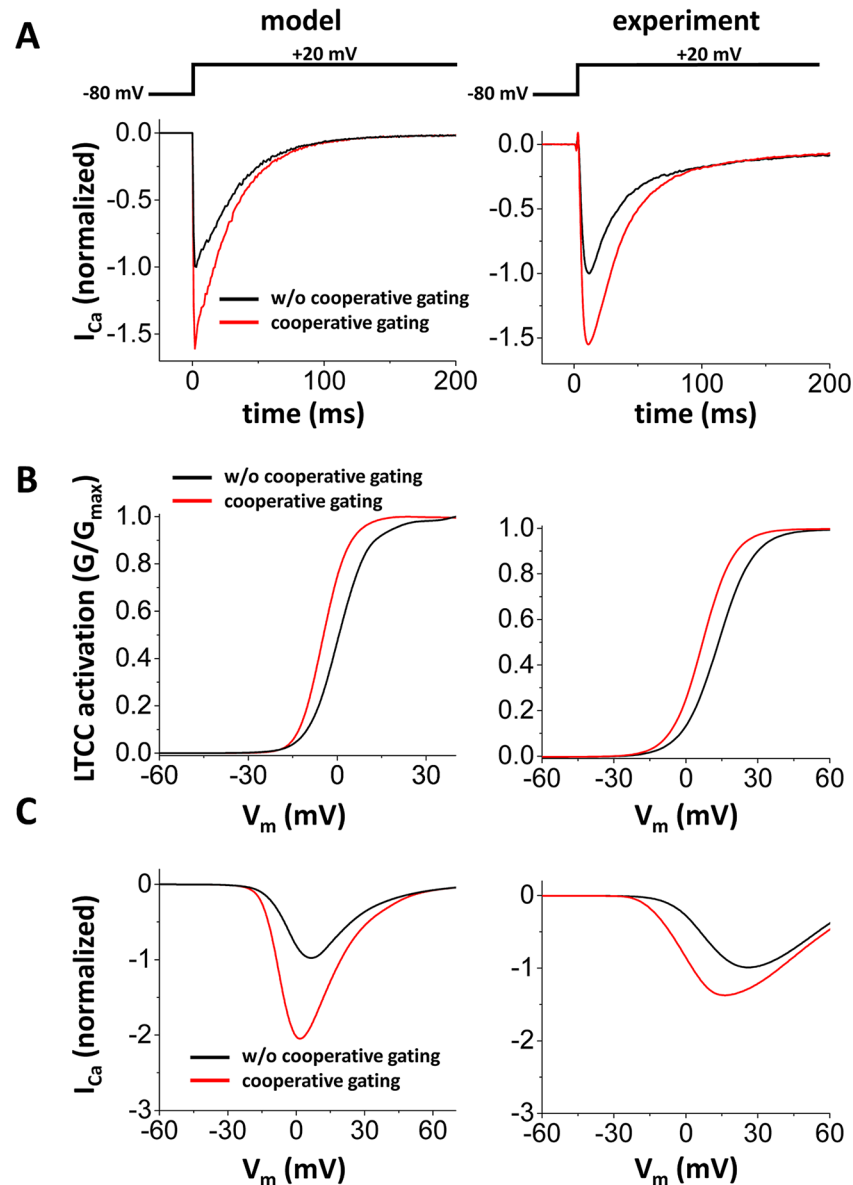 A
model
experiment
+20 mV
-80 mV
+20 mV
-80 mV
I_Ca (normalized)
0.0
-0.5
-1.0
-1.5
w/o cooperative gating
cooperative gating
0
100
200
time (ms)
0.0
-0.5
-1.0
-1.5
0
100
200
time (ms)
B
w/o cooperative gating
cooperative gating
LTCC activation (G/G_max)
1.0
0.8
0.6
0.4
0.2
0.0
-60
-30
0
30
V_m (mV)
1.0
0.8
0.6
0.4
0.2
0.0
-60
-30
0
30
60
V_m (mV)
C
I_Ca (normalized)
0
-1
-2
-3
w/o cooperative gating
cooperative gating
-60
-30
0
30
60
V_m (mV)
0
-1
-2
-3
-60
-30
0
30
60
V_m (mV)